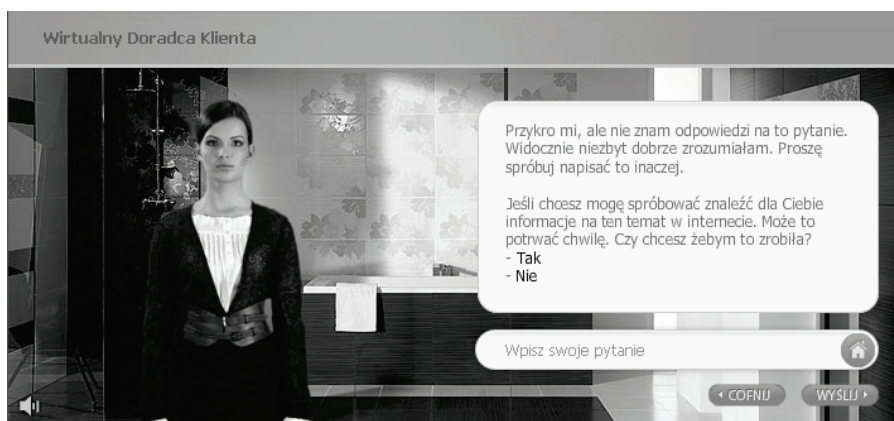 Wirtualny Doradca Klienta
Przykro mi, ale nie znam odpowiedzi na to pytanie.
Widocznie niezbyt dobrze zrozumiałam. Proszę
spróbuj napisać to inaczej.
Jeśli chcesz mogę spróbować znaleźć dla Ciebie
informacje na ten temat w internecie. Może to
potrwać chwilę. Czy chcesz żebym to zrobiła?
- Tak
- Nie
Wpisz swoje pytanie
COFNIJ WYŚLIJ